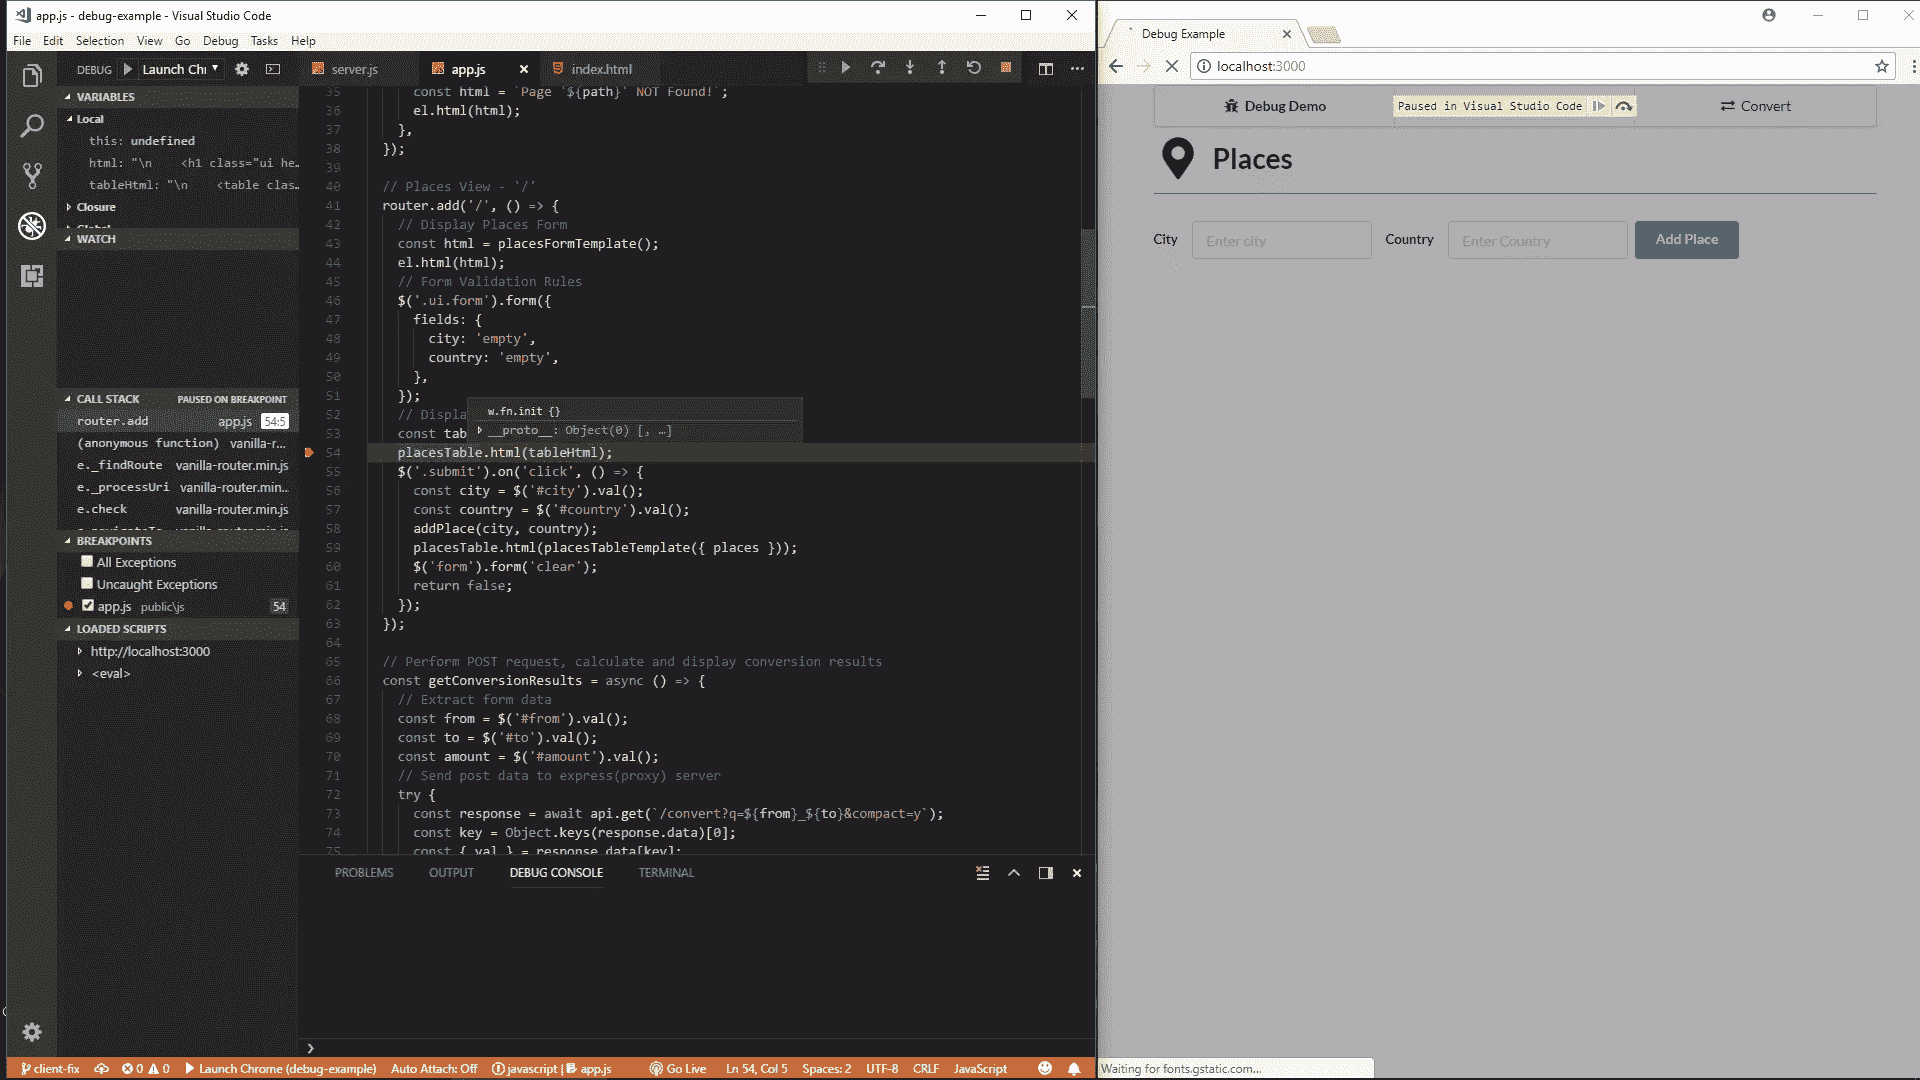 app.js - debug-example - Visual Studio Code
File Edit Selection View Go Debug Tasks Help
DEBUG Launch Chr
VARIABLES
Local
this: undefined
html: "\n <h1 class="ui he…
tableHtml: "\n <table clas…
Closure
Global
WATCH
CALL STACK PAUSED ON BREAKPOINT
router.add app.js 54:5
(anonymous function) vanilla-r…
e._findRoute vanilla-router.min.js
e._processUri vanilla-router.min…
e.check vanilla-router.min.js
e.navigateTo vanilla-router.min.js
BREAKPOINTS
All Exceptions
Uncaught Exceptions
app.js public\js 54
LOADED SCRIPTS
http://localhost:3000
<eval>
server.js app.js index.html
35 const html = `Page '${path}' NOT Found!`;
36 el.html(html);
37 },
38 });
39
40 // Places View - '/'
41 router.add('/', () => {
42 // Display Places Form
43 const html = placesFormTemplate();
44 el.html(html);
45 // Form Validation Rules
46 $('.ui.form').form({
47 fields: {
48 city: 'empty',
49 country: 'empty',
50 },
51 });
52 // Displa
53 const tab
w.fn.init {}
__proto__: Object(0) [, …]
54 placesTable.html(tableHtml);
55 $('.submit').on('click', () => {
56 const city = $('#city').val();
57 const country = $('#country').val();
58 addPlace(city, country);
59 placesTable.html(placesTableTemplate({ places }));
60 $('form').form('clear');
61 return false;
62 });
63 });
64
65 // Perform POST request, calculate and display conversion results
66 const getConversionResults = async () => {
67 // Extract form data
68 const from = $('#from').val();
69 const to = $('#to').val();
70 const amount = $('#amount').val();
71 // Send post data to express(proxy) server
72 try {
73 const response = await api.get(`/convert?q=${from}_${to}&compact=y`);
74 const key = Object.keys(response.data)[0];
75 const { val } = response.data[key];
PROBLEMS OUTPUT DEBUG CONSOLE TERMINAL
client-fix 0 0 Launch Chrome (debug-example) Auto Attach: Off javascript | app.js Go Live Ln 54, Col 5 Spaces: 2 UTF-8 CRLF JavaScript
Debug Example
localhost:3000
Debug Demo Paused in Visual Studio Code Convert
Places
City Enter city Country Enter Country Add Place
Waiting for fonts.gstatic.com...